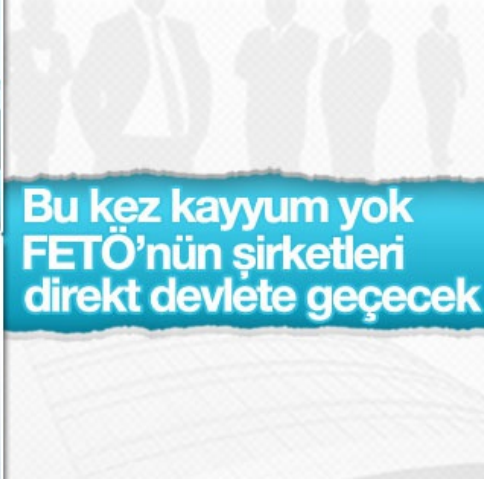 Bu kez kayyum yok
FETÖ'nün şirketleri
direkt devlete geçecek